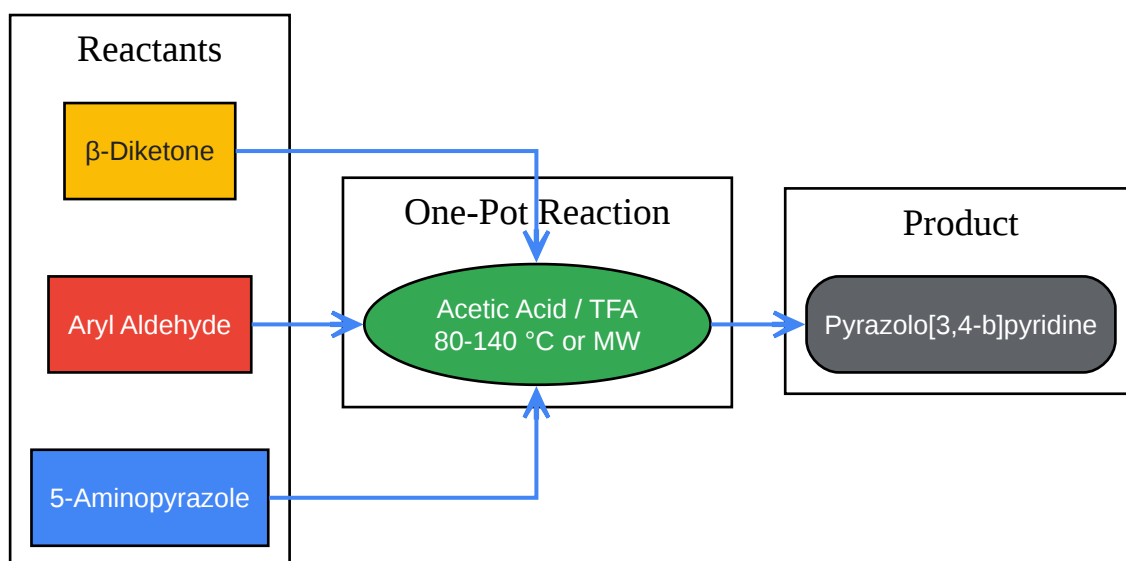 Reactants
β-Diketone
Aryl Aldehyde
5-Aminopyrazole
One-Pot Reaction
Acetic Acid / TFA
80-140 °C or MW
Product
Pyrazolo[3,4-b]pyridine